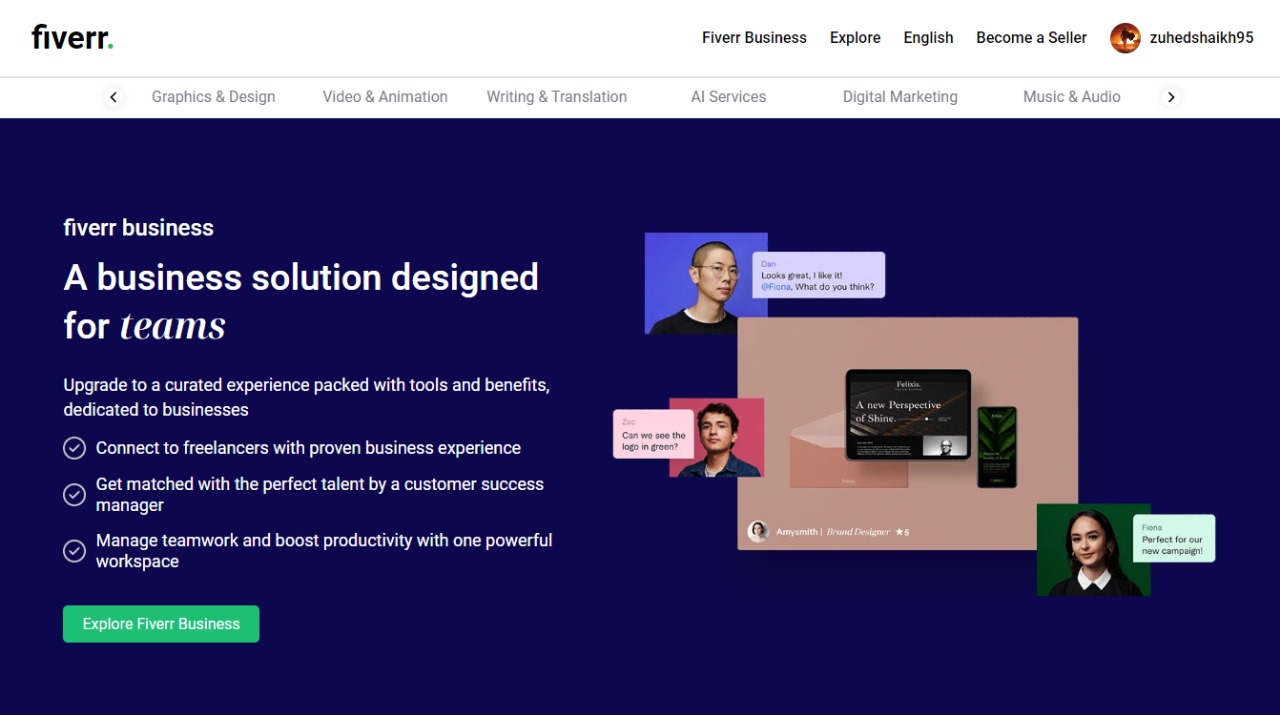 fiverr.
Fiverr Business
Explore
English
Become a Seller
zuhedshaikh95
Graphics & Design
Video & Animation
Writing & Translation
AI Services
Digital Marketing
Music & Audio
fiverr business
A business solution designed
for teams
Upgrade to a curated experience packed with tools and benefits,
dedicated to businesses
Connect to freelancers with proven business experience
Get matched with the perfect talent by a customer success
manager
Manage teamwork and boost productivity with one powerful
workspace
Explore Fiverr Business
Dan
Looks great, I like it!
@Fiona, What do you think?
Zac
Can we see the
logo in green?
Felixis.
A new Perspective
of Shine.
Amysmith | Brand Designer ★5
Fiona
Perfect for our
new campaign!